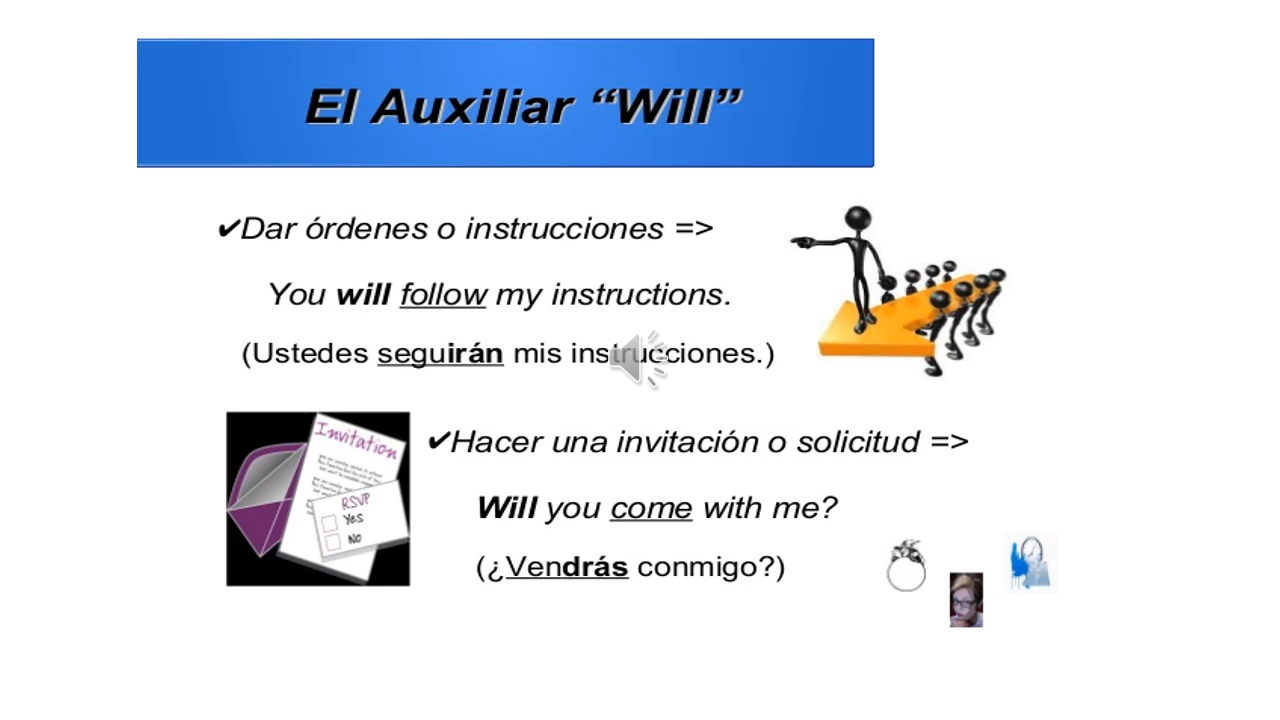 El Auxiliar “Will”
✔Dar órdenes o instrucciones =>
You will follow my instructions.
(Ustedes seguirán mis instrucciones.)
Invitation
RSVP
Yes
No
✔Hacer una invitación o solicitud =>
Will you come with me?
(¿Vendrás conmigo?)